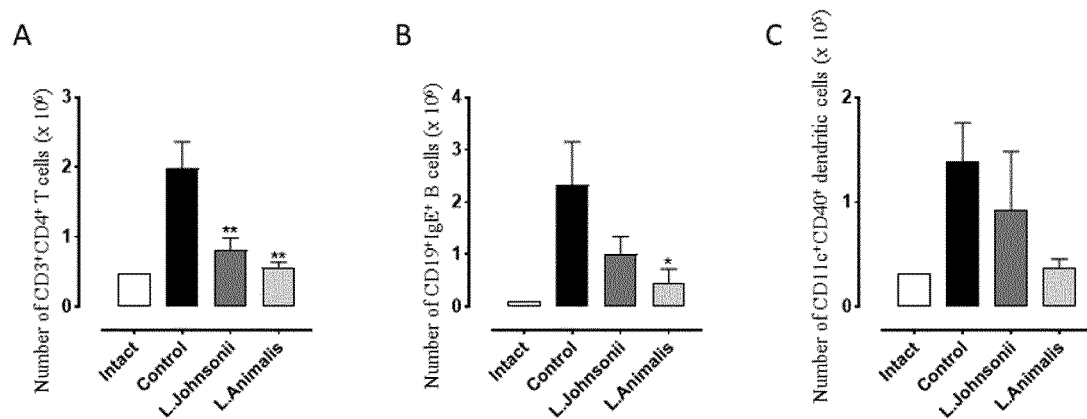 A
Number of CD3⁺CD4⁺ T cells (x 10⁶)
3
2
1
0
**
**
Intact
Control
L.Johnsonii
L.Animalis
B
Number of CD19⁺IgE⁺ B cells (x 10⁶)
4
3
2
1
0
*
Intact
Control
L.Johnsonii
L.Animalis
C
Number of CD11c⁺CD40⁺ dendritic cells (x 10⁵)
2
1
0
Intact
Control
L.Johnsonii
L.Animalis